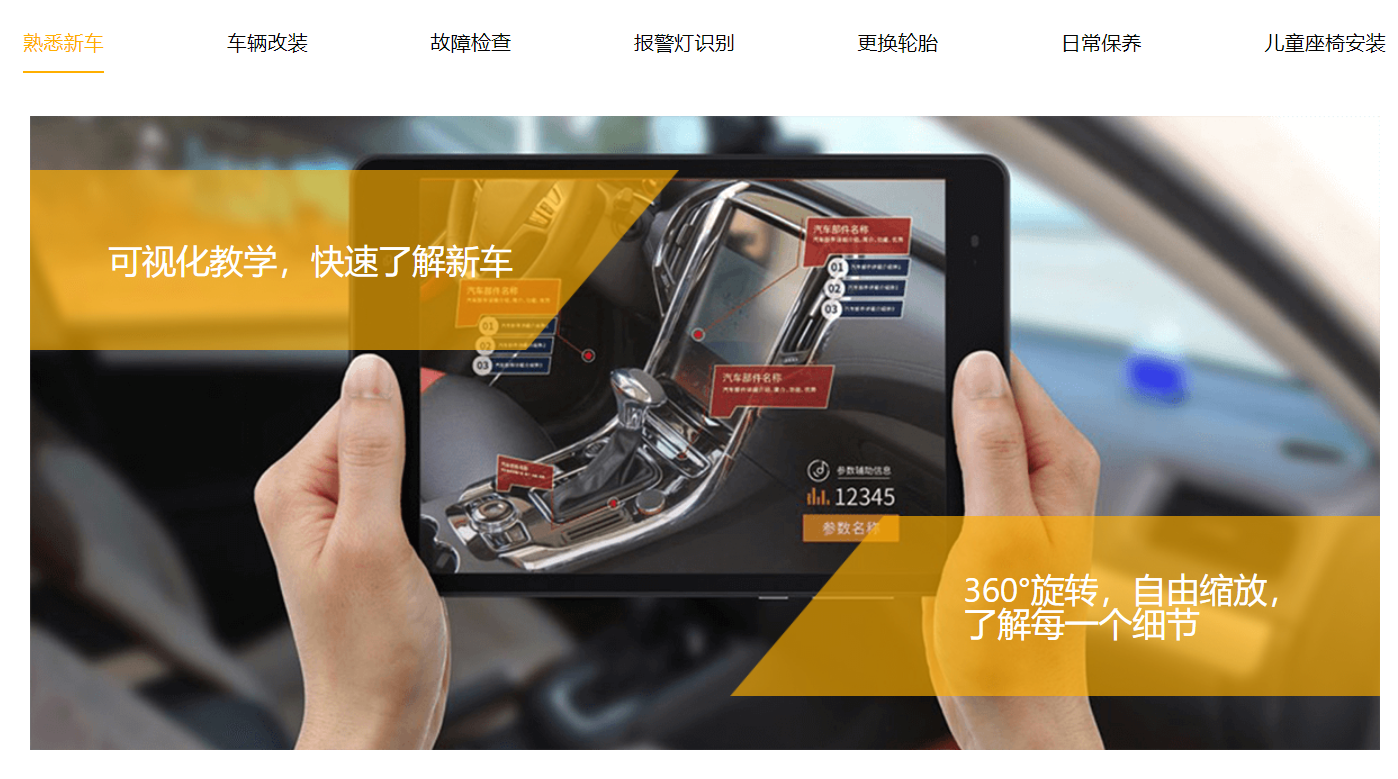 熟悉新车
车辆改装
故障检查
报警灯识别
更换轮胎
日常保养
儿童座椅安装
可视化教学，快速了解新车
汽车部件名称
01
02
03
汽车部件名称
01
02
03
汽车部件名称
参数辅助信息
12345
参数名称
360°旋转，自由缩放，
了解每一个细节